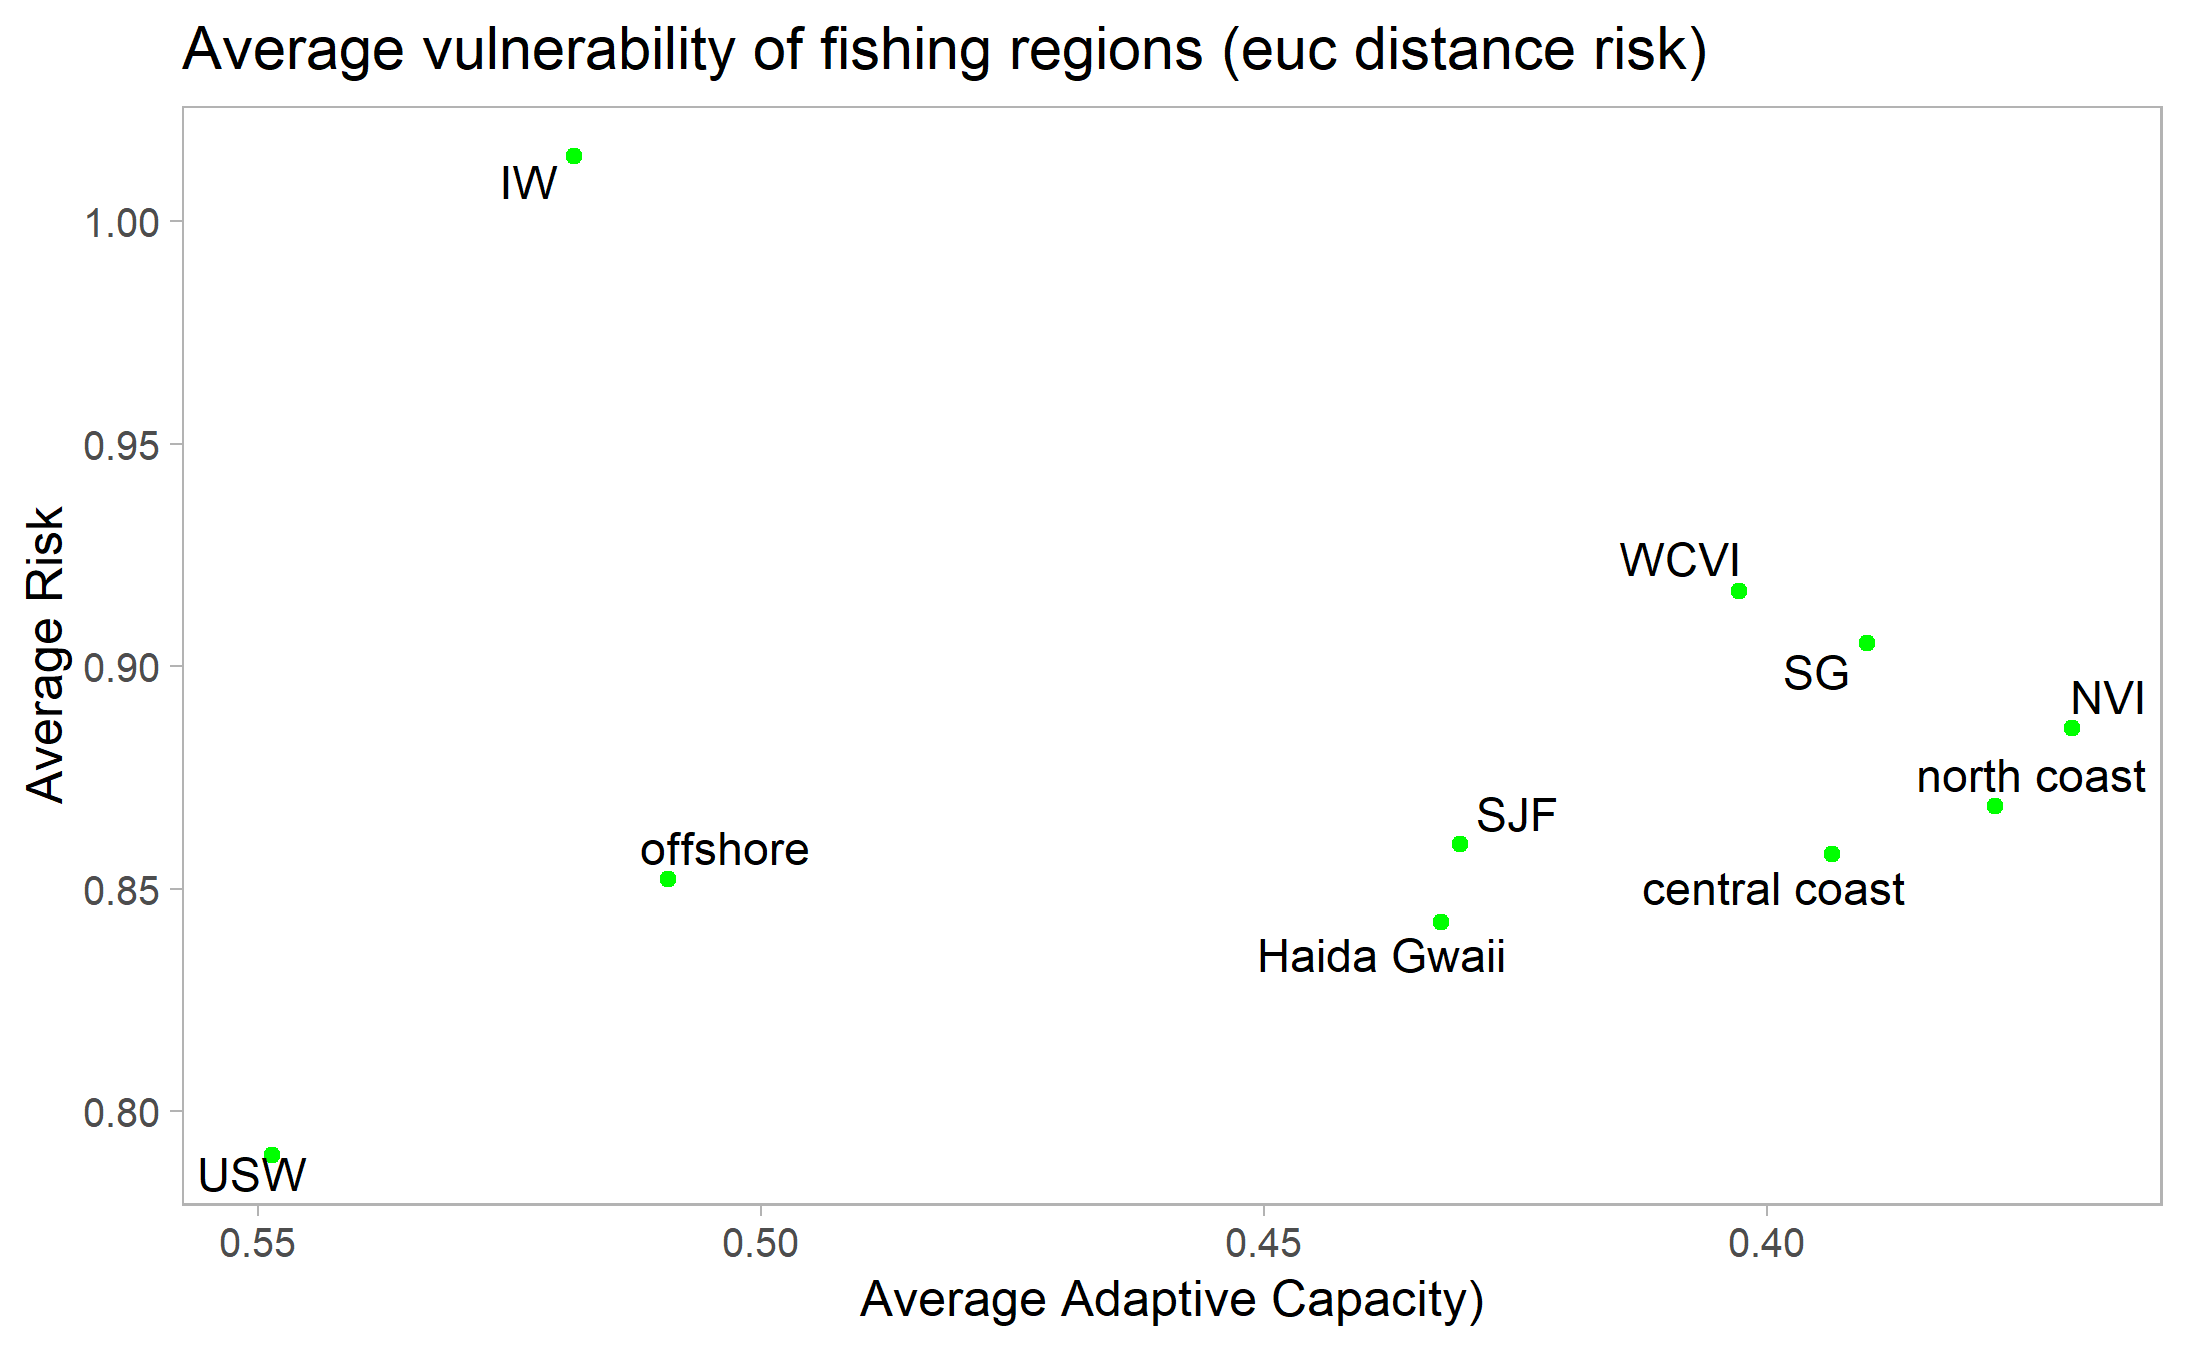 Average vulnerability of fishing regions (euc distance risk)
IW
1.00
0.95
WCVI
0.90
SG
NVI
north coast
SJF
offshore
0.85
central coast
Haida Gwaii
0.80
USW
Average Risk
0.55 0.50 0.45 0.40
Average Adaptive Capacity)